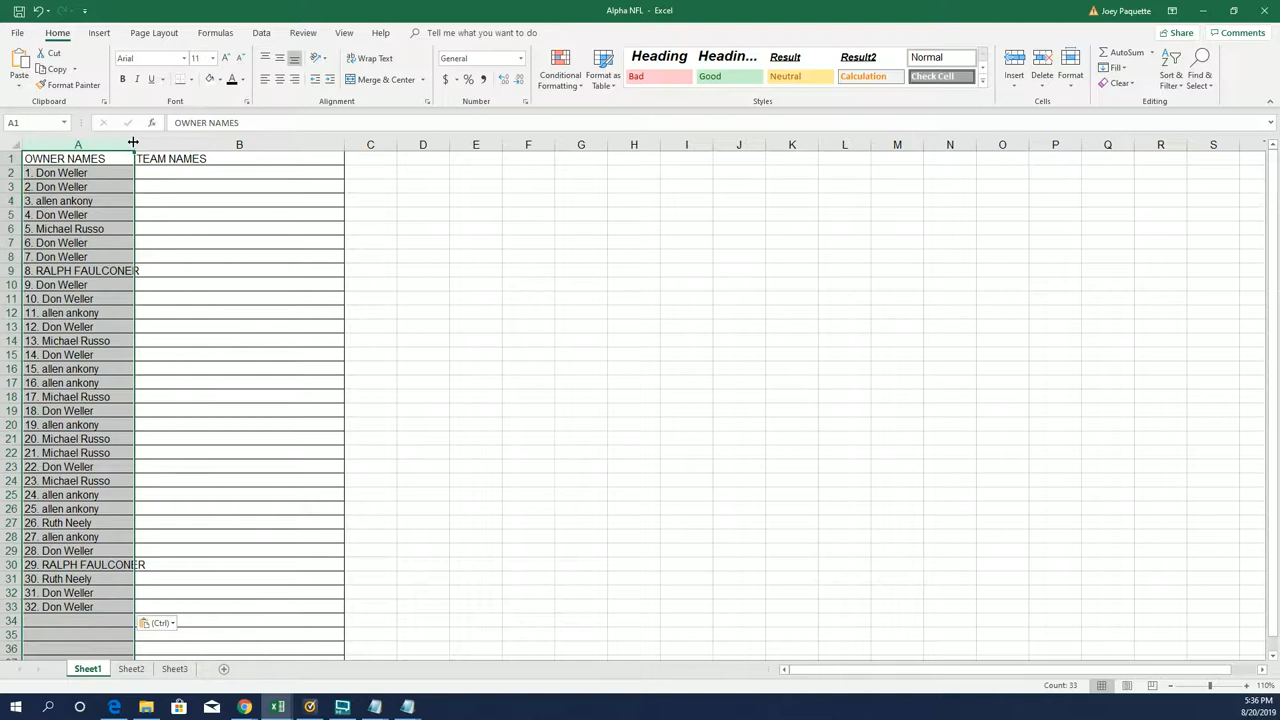 Alpha NFL - Excel
Joey Paquette
File Home Insert Page Layout Formulas Data Review View Help Tell me what you want to do
Share Comments
Paste
Cut
Copy
Format Painter
Clipboard
Arial 11
B I U
Font
Wrap Text
Merge & Center
Alignment
General
$ % ,
Number
Conditional Formatting
Format as Table
Heading Headin... Result Result2 Normal
Bad Good Neutral Calculation Check Cell
Styles
Insert Delete Format
Cells
AutoSum
Fill
Clear
Sort & Filter
Find & Select
Editing
A1 fx OWNER NAMES
A B C D E F G H I J K L M N O P Q R S
1 OWNER NAMES TEAM NAMES
2 1. Don Weller
3 2. Don Weller
4 3. allen ankony
5 4. Don Weller
6 5. Michael Russo
7 6. Don Weller
8 7. Don Weller
9 8. RALPH FAULCONER
10 9. Don Weller
11 10. Don Weller
12 11. allen ankony
13 12. Don Weller
14 13. Michael Russo
15 14. Don Weller
16 15. allen ankony
17 16. allen ankony
18 17. Michael Russo
19 18. Don Weller
20 19. allen ankony
21 20. Michael Russo
22 21. Michael Russo
23 22. Don Weller
24 23. Michael Russo
25 24. allen ankony
26 25. allen ankony
27 26. Ruth Neely
28 27. allen ankony
29 28. Don Weller
30 29. RALPH FAULCONER
31 30. Ruth Neely
32 31. Don Weller
33 32. Don Weller
34 (Ctrl)
35
36
Sheet1 Sheet2 Sheet3
Count: 33 110%
5:36 PM
8/20/2019